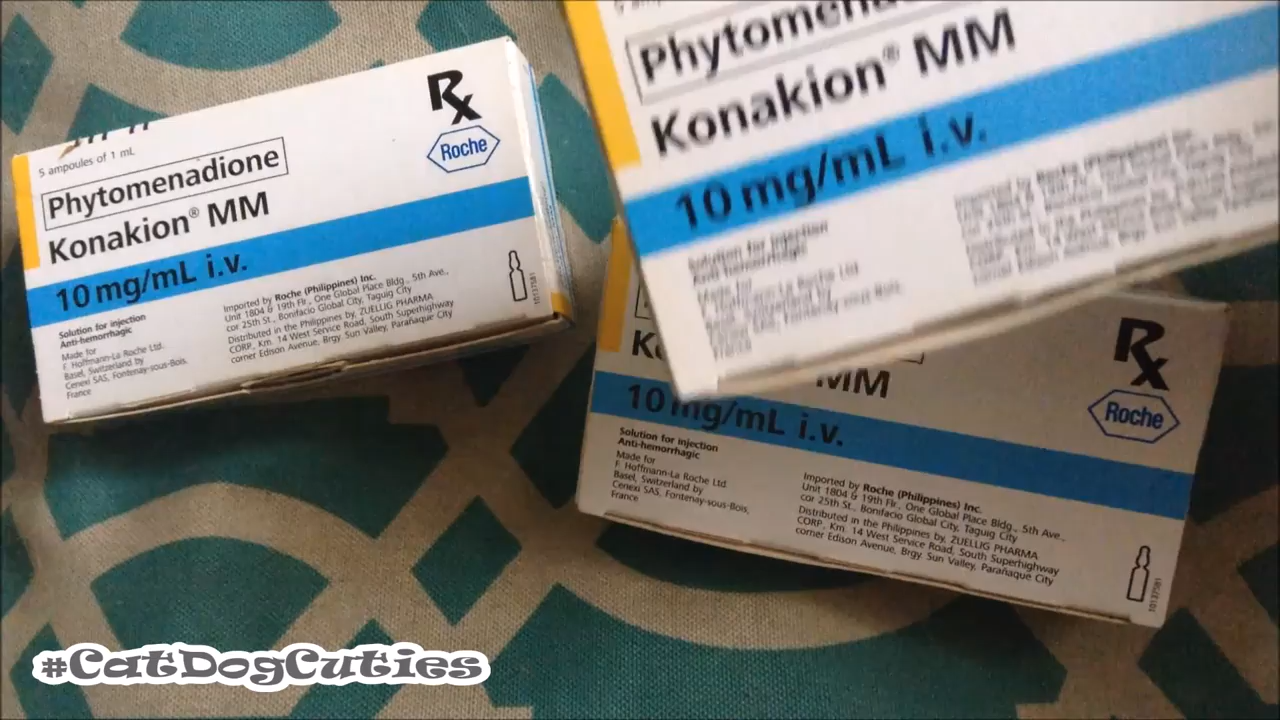 5 ampoules of 1 mL
Phytomenadione
Konakion® MM
10 mg/mL i.v.
Solution for injection
Anti-hemorrhagic
Made for
F. Hoffmann-La Roche Ltd.
Basel, Switzerland by
Cenexi SAS, Fontenay-sous-Bois,
France
Imported by Roche (Philippines) Inc.
Unit 1804 & 19th Flr., One Global Place Bldg., 5th Ave.,
cor 25th St., Bonifacio Global City, Taguig City
Distributed in the Philippines by, ZUELLIG PHARMA
CORP., Km. 14 West Service Road, South Superhighway
corner Edison Avenue, Brgy Sun Valley, Parañaque City
Rx
Roche
10137581
Konakion® MM
10 mg/mL i.v.
Solution for injection
MM
10 mg/mL i.v.
Solution for injection
Anti-hemorrhagic
Made for
F. Hoffmann-La Roche Ltd.
Basel, Switzerland by
Cenexi SAS, Fontenay-sous-Bois,
France
Imported by Roche (Philippines) Inc.
Unit 1804 & 19th Flr., One Global Place Bldg., 5th Ave.,
cor 25th St., Bonifacio Global City, Taguig City
Distributed in the Philippines by, ZUELLIG PHARMA
CORP., Km. 14 West Service Road, South Superhighway
corner Edison Avenue, Brgy Sun Valley, Parañaque City
Rx
Roche
10137581
#CatDogCuties